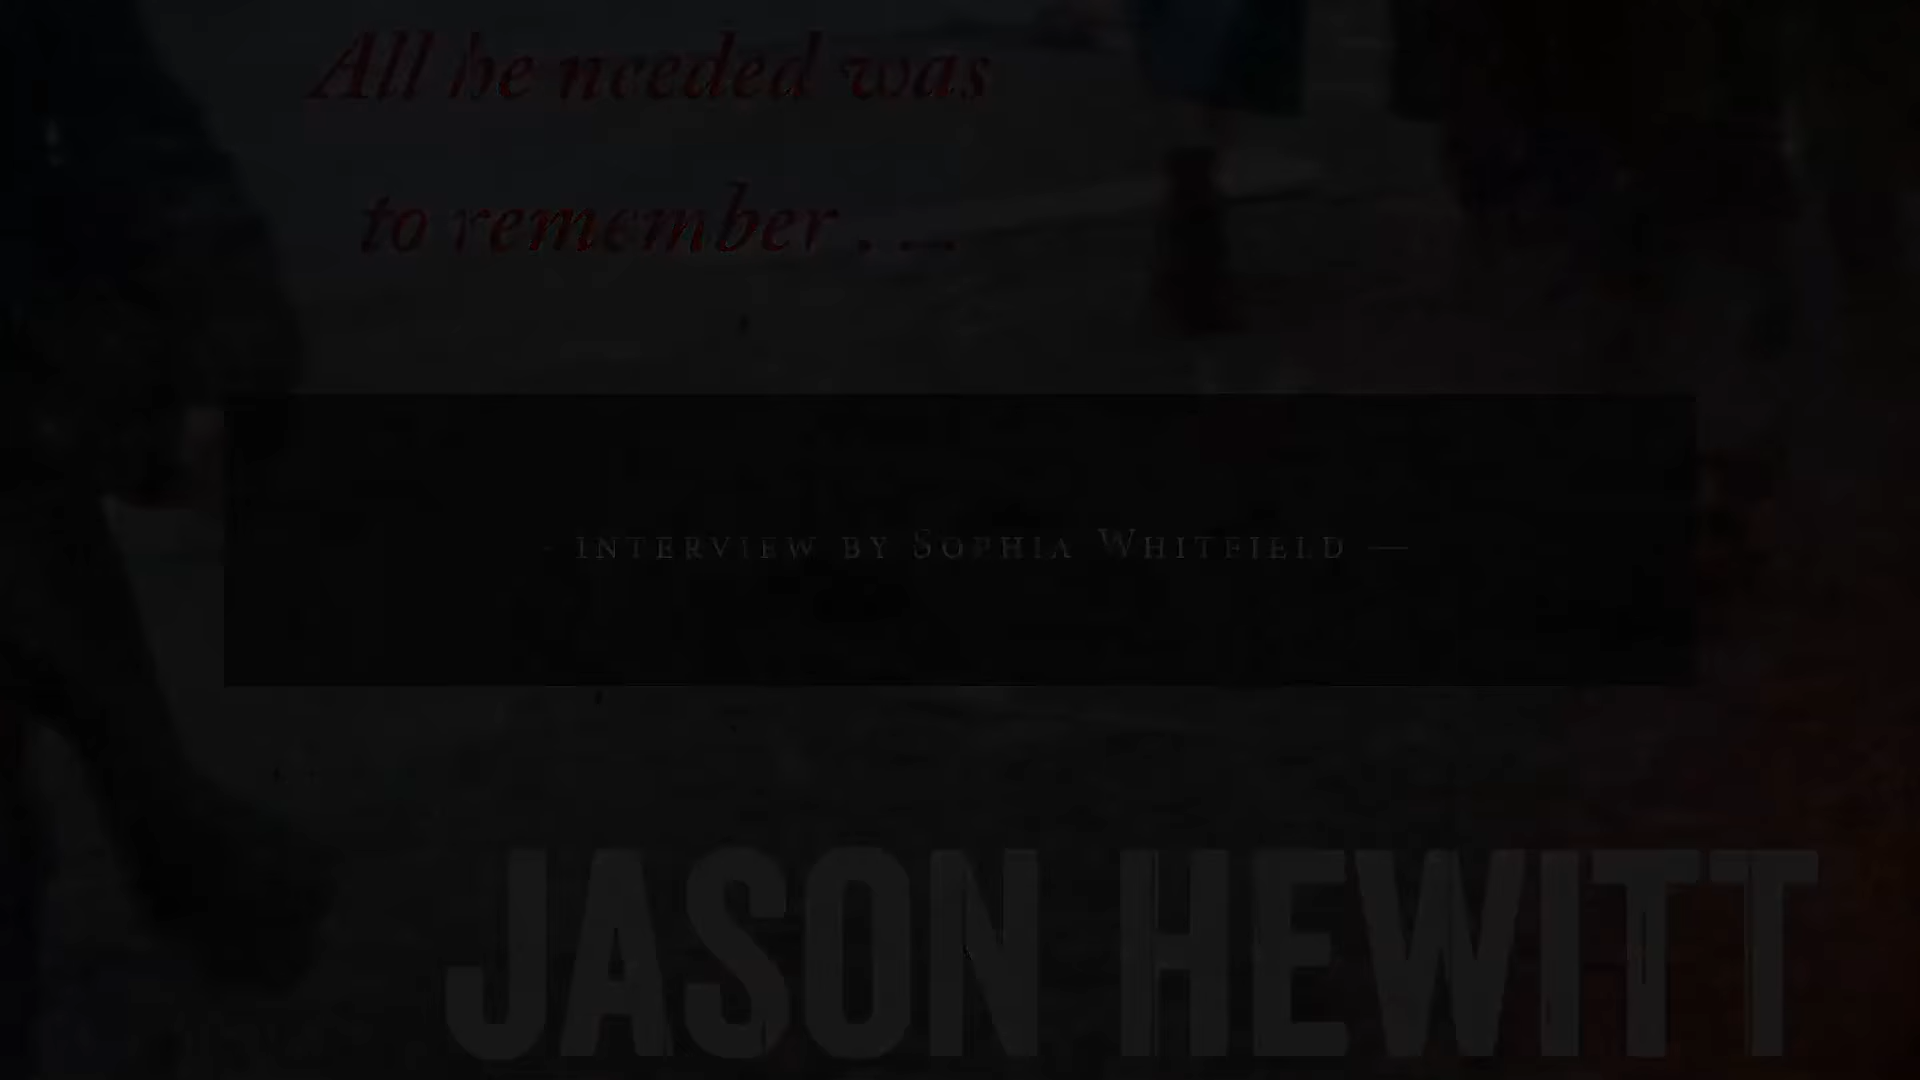 All he needed was
to remember . . .
INTERVIEW BY SOPHIA WHITFIELD —
JASON HEWITT